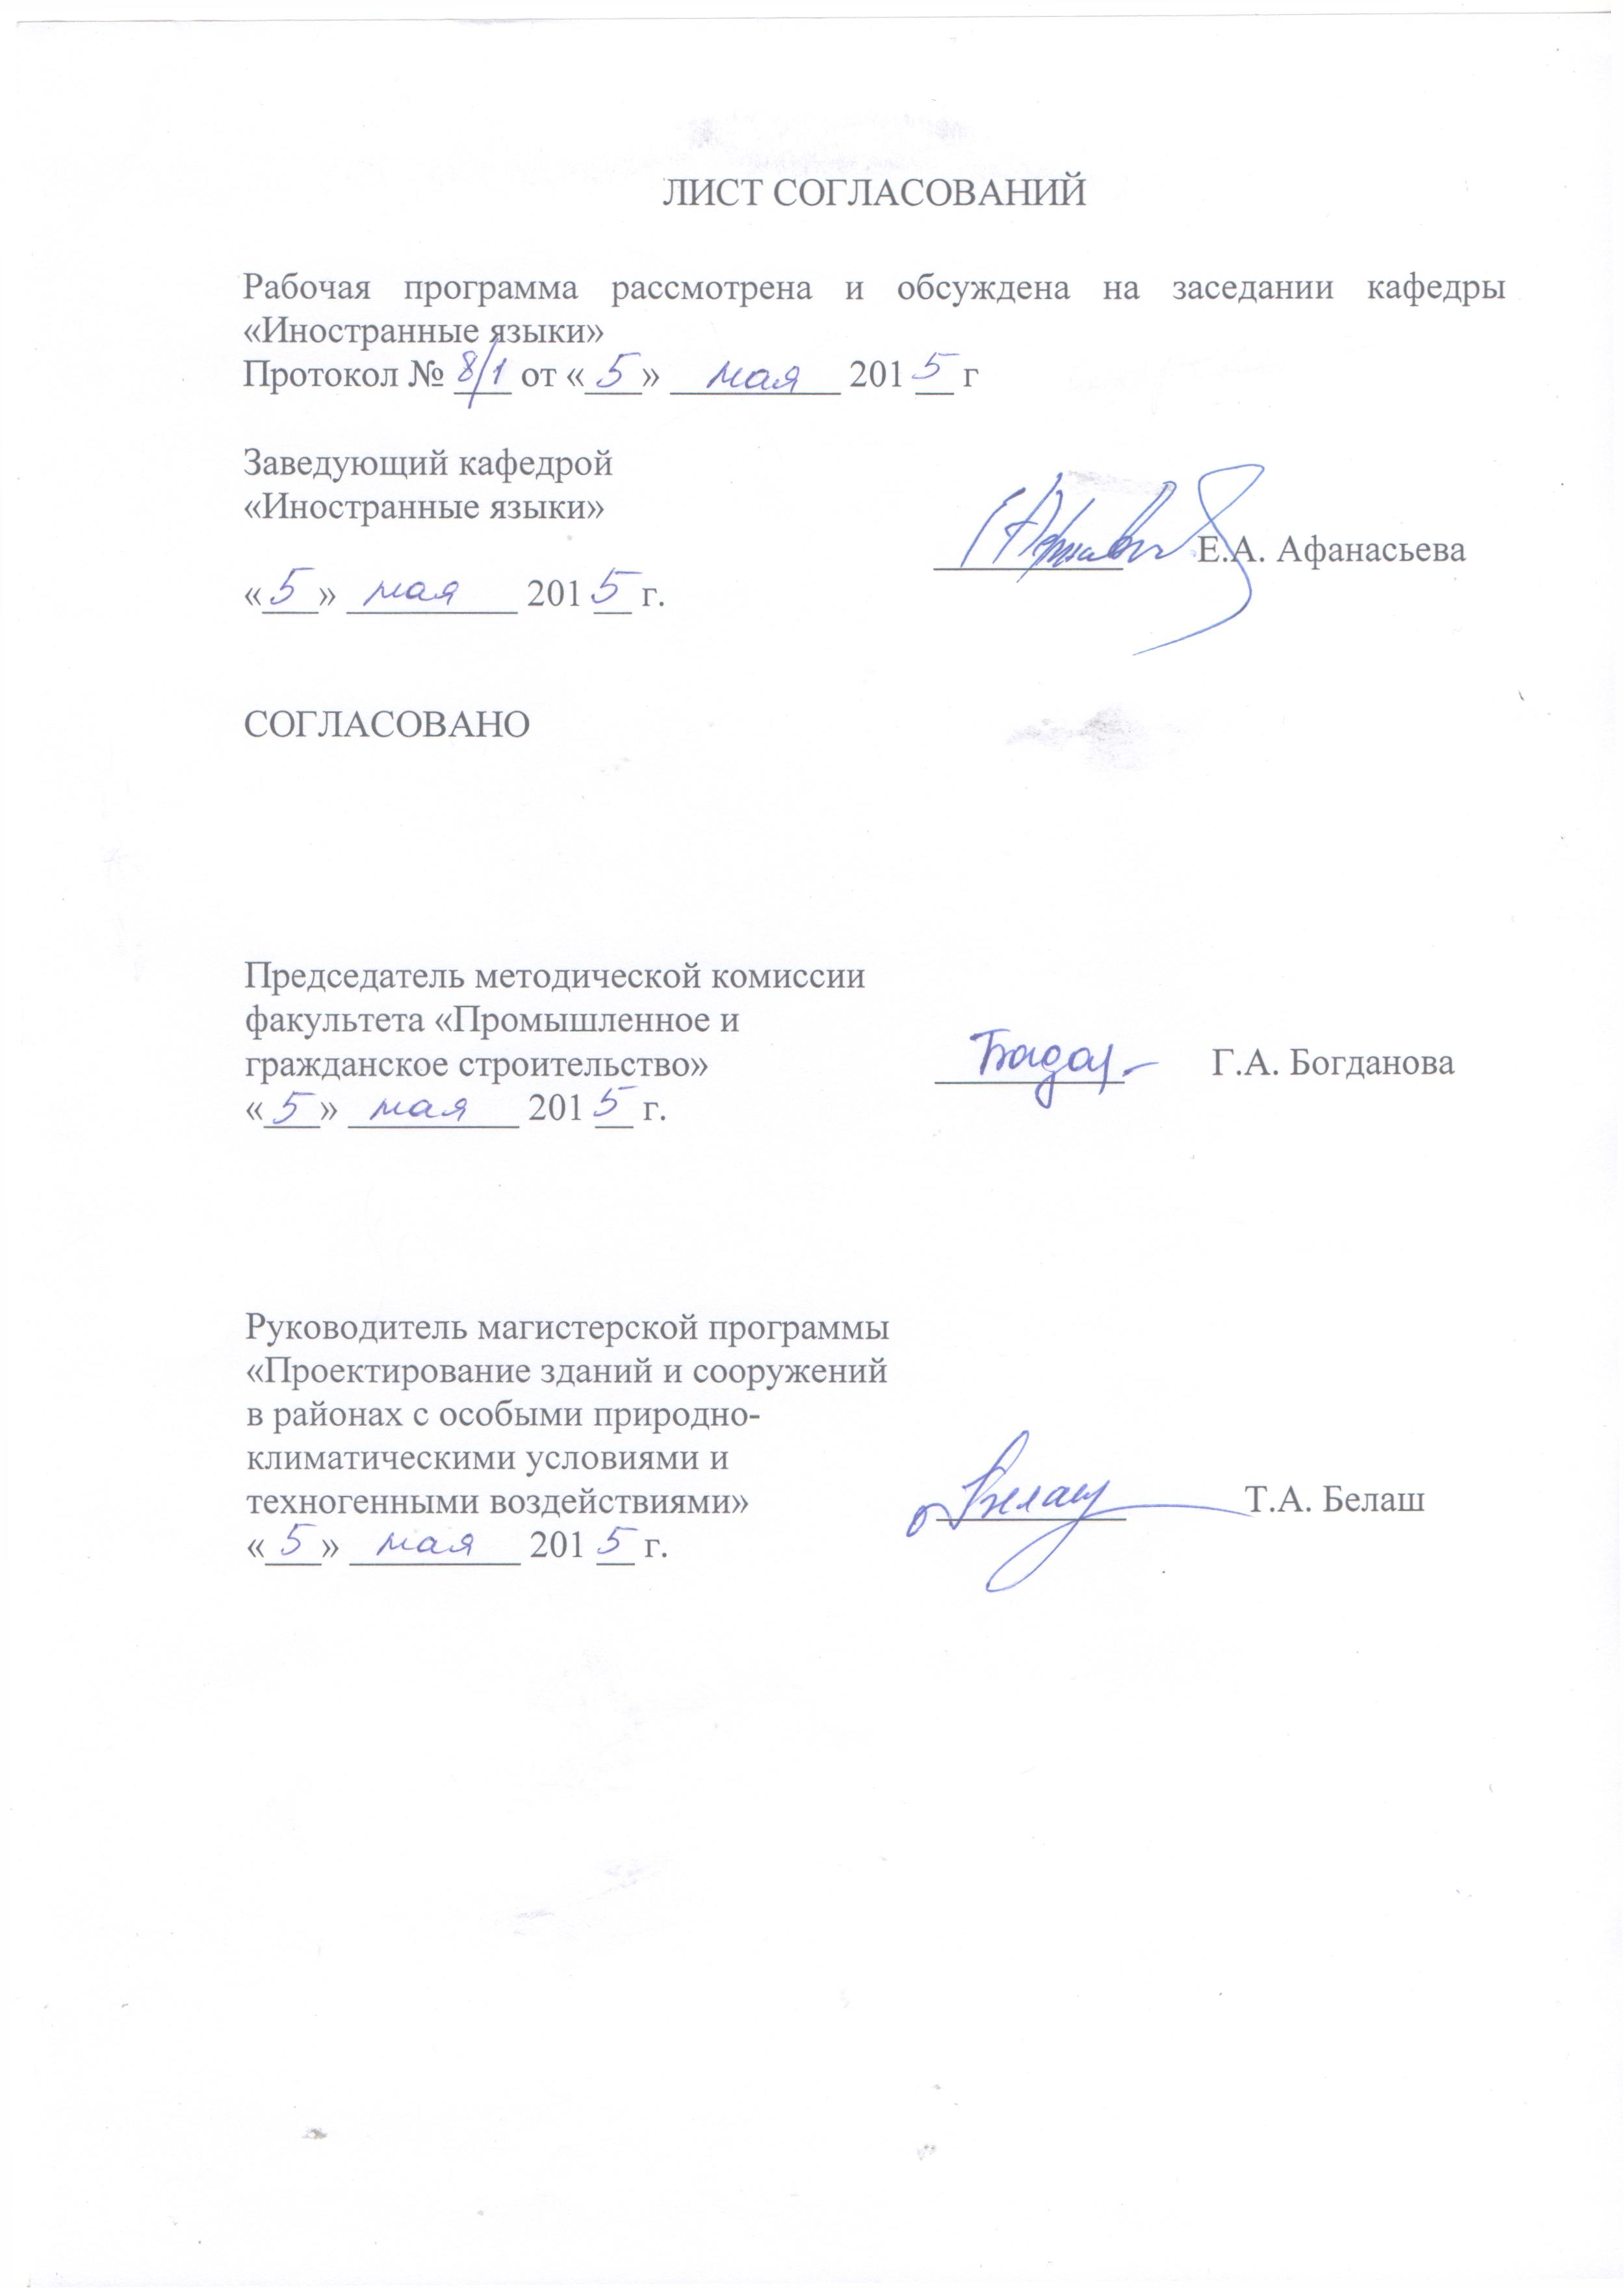 ЛИСТ СОГЛАСОВАНИЙ
Рабочая программа рассмотрена и обсуждена на заседании кафедры
«Иностранные языки»
Протокол № 8/1 от «5» мая 2015 г
Заведующий кафедрой
«Иностранные языки»
Е.А. Афанасьева
«5» мая 2015 г.
СОГЛАСОВАНО
Председатель методической комиссии
факультета «Промышленное и
гражданское строительство» Г.А. Богданова
«5» мая 2015 г.
Руководитель магистерской программы
«Проектирование зданий и сооружений
в районах с особыми природно-
климатическими условиями и
техногенными воздействиями» Т.А. Белаш
«5» мая 2015 г.